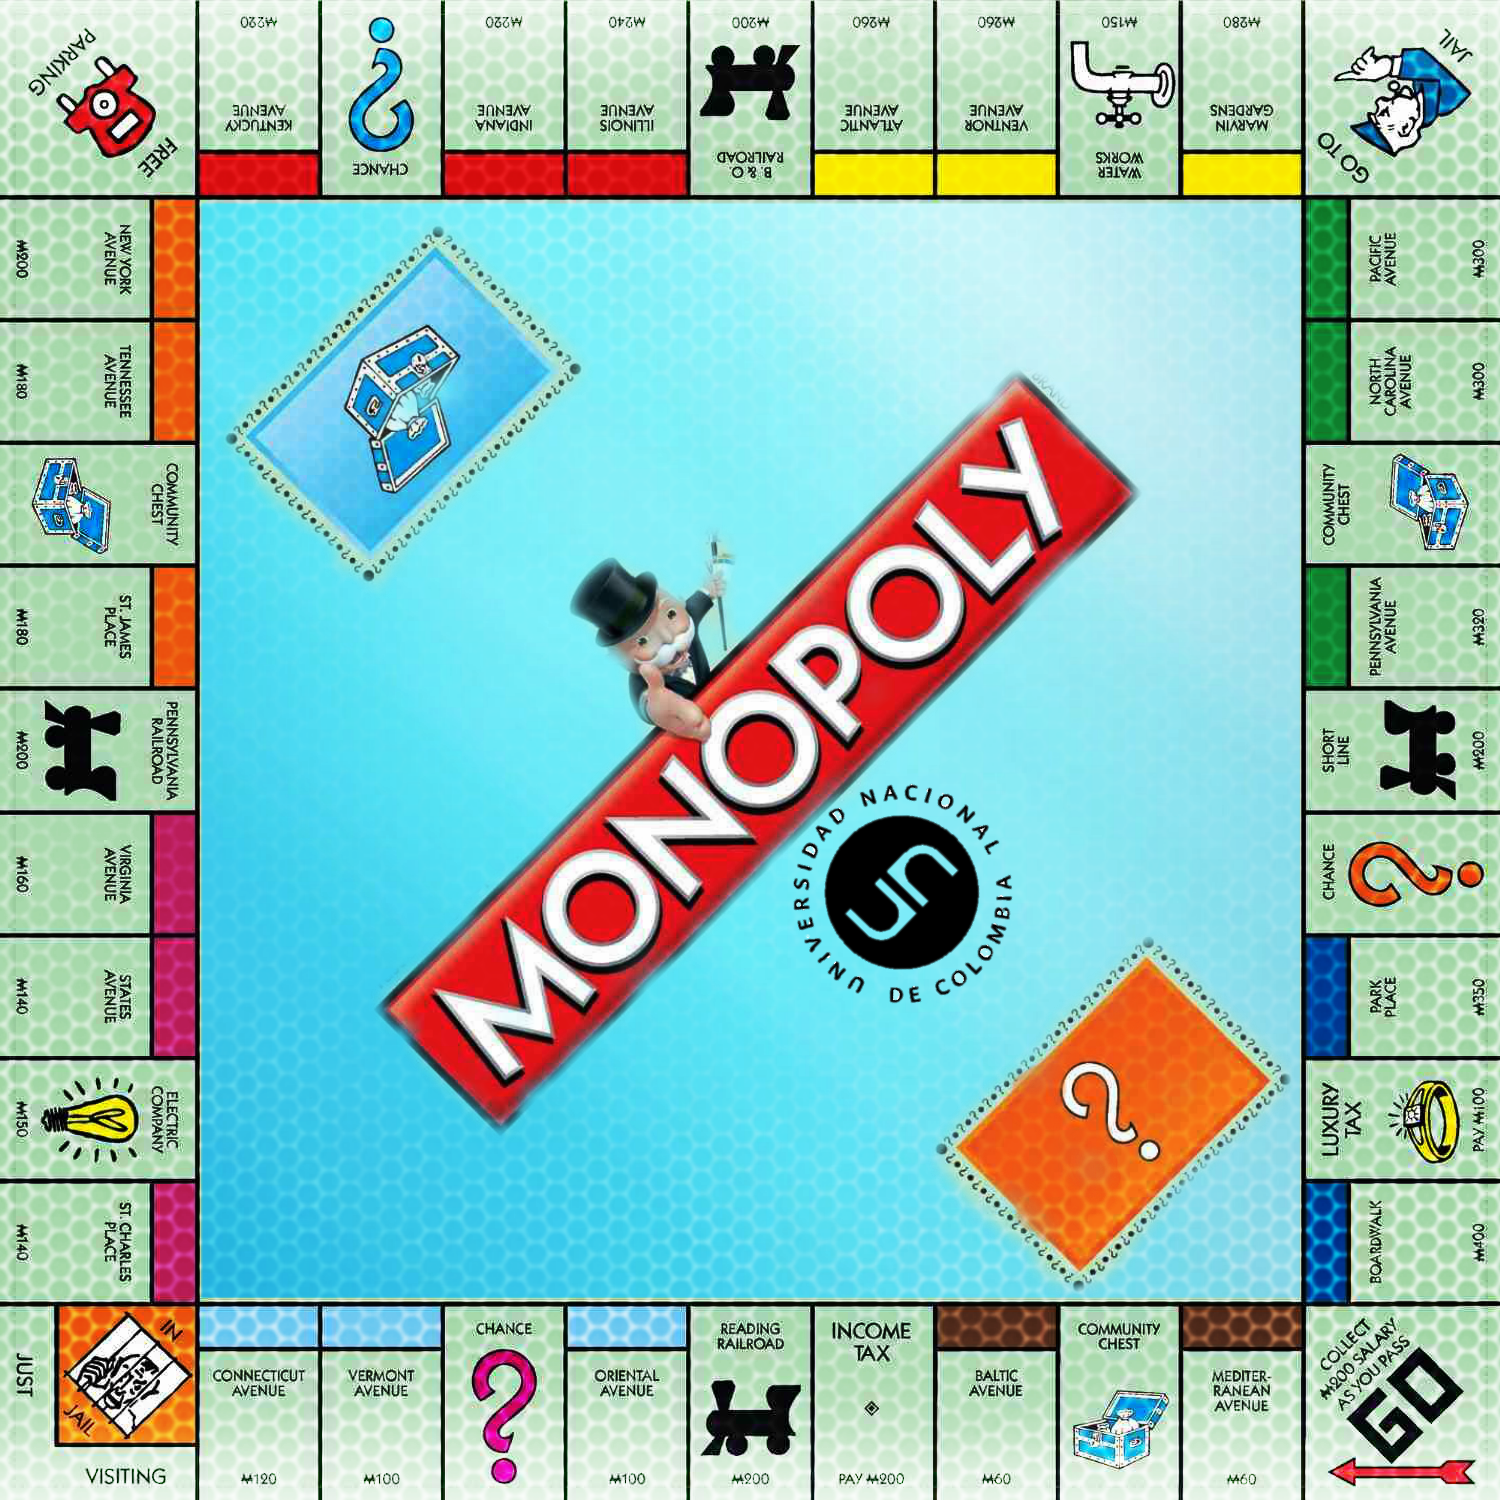 FREE
PARKING
KENTUCKY
AVENUE
₩220
CHANCE
INDIANA
AVENUE
₩220
ILLINOIS
AVENUE
₩240
B. & O.
RAILROAD
₩200
ATLANTIC
AVENUE
₩260
VENTNOR
AVENUE
₩260
WATER
WORKS
₩150
MARVIN
GARDENS
₩280
GO TO
JAIL
PACIFIC
AVENUE
₩300
NORTH
CAROLINA
AVENUE
₩300
COMMUNITY
CHEST
PENNSYLVANIA
AVENUE
₩320
SHORT
LINE
₩200
CHANCE
PARK
PLACE
₩350
LUXURY
TAX
PAY ₩100
BOARDWALK
₩400
COLLECT
₩200 SALARY
AS YOU PASS
GO
MEDITER-
RANEAN
AVENUE
₩60
COMMUNITY
CHEST
BALTIC
AVENUE
₩60
INCOME
TAX
PAY ₩200
READING
RAILROAD
₩200
ORIENTAL
AVENUE
₩100
CHANCE
VERMONT
AVENUE
₩100
CONNECTICUT
AVENUE
₩120
IN
JAIL
JUST
VISITING
ST. CHARLES
PLACE
₩140
ELECTRIC
COMPANY
₩150
STATES
AVENUE
₩140
VIRGINIA
AVENUE
₩160
PENNSYLVANIA
RAILROAD
₩200
ST. JAMES
PLACE
₩180
COMMUNITY
CHEST
TENNESSEE
AVENUE
₩180
NEW YORK
AVENUE
₩200
MONOPOLY
UNIVERSIDAD NACIONAL
DE COLOMBIA
UN